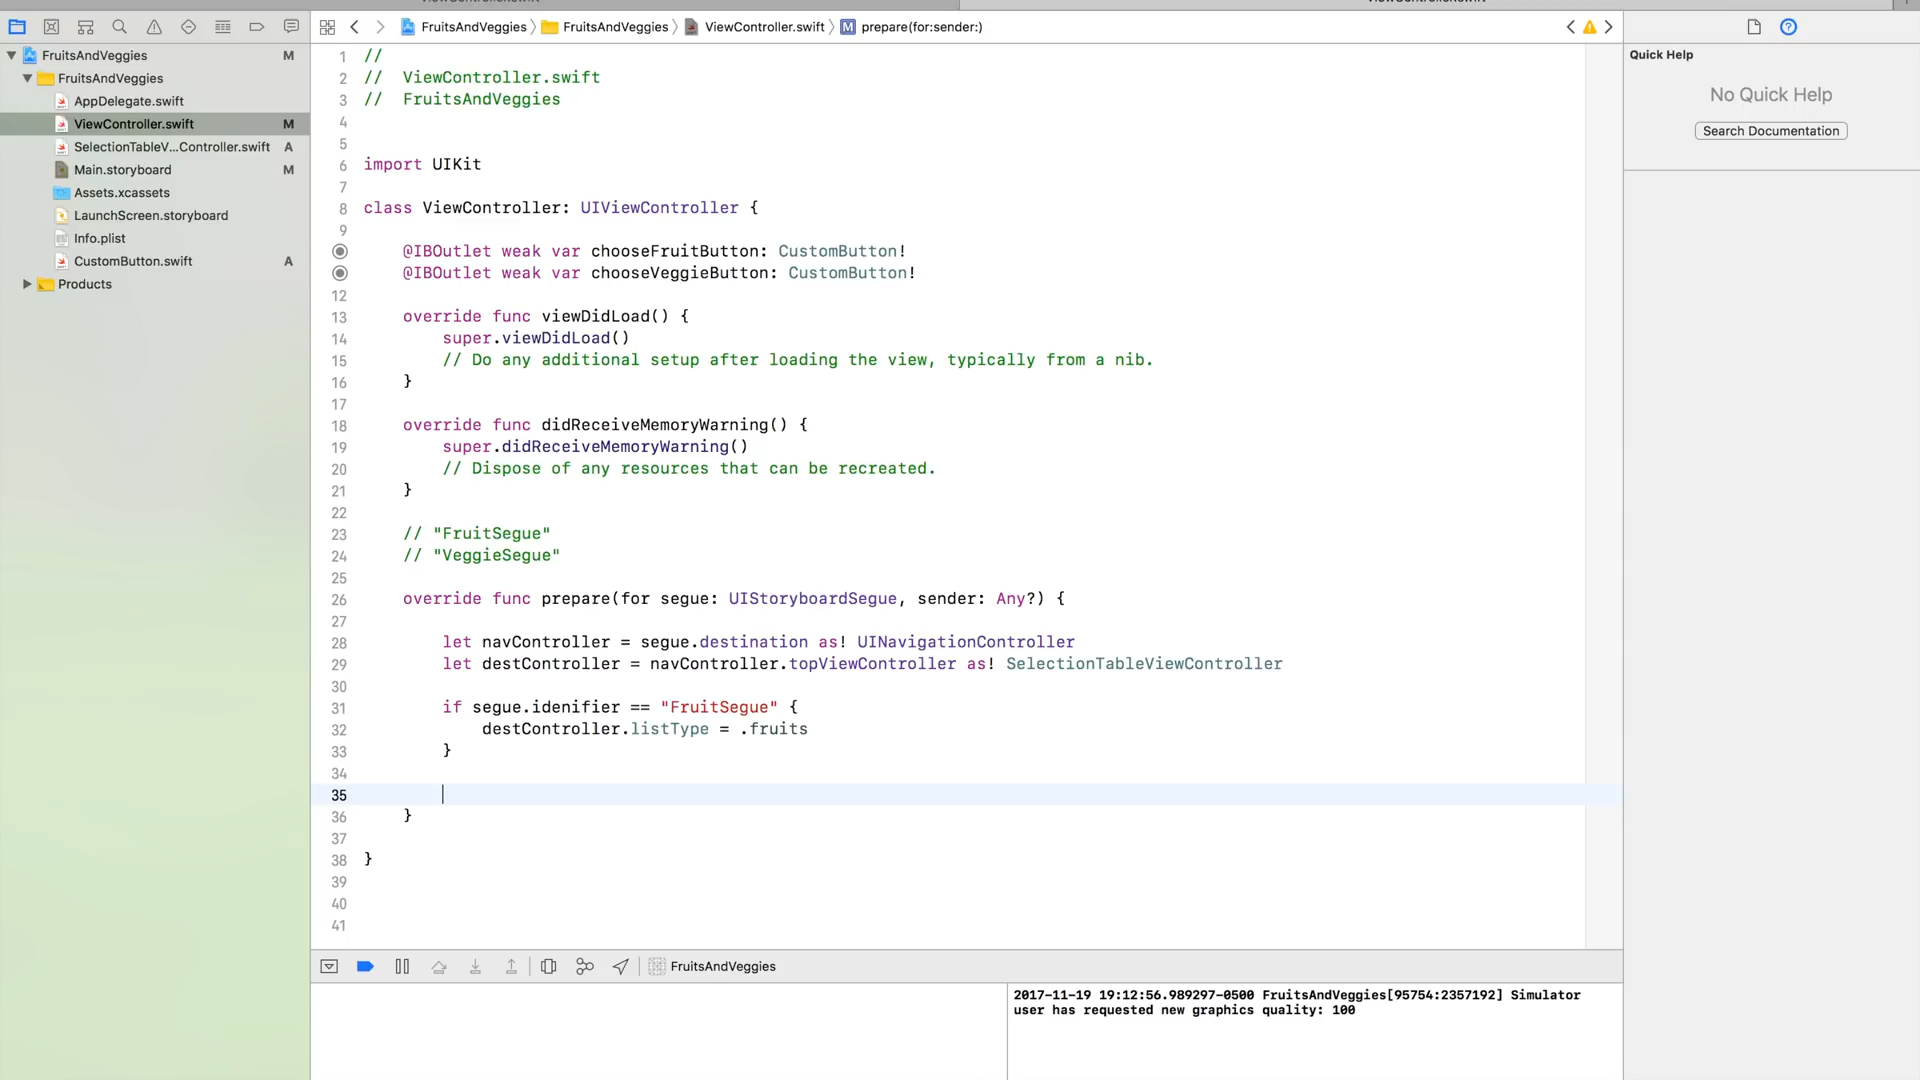 FruitsAndVeggies M
FruitsAndVeggies
AppDelegate.swift
ViewController.swift M
SelectionTableV...Controller.swift A
Main.storyboard M
Assets.xcassets
LaunchScreen.storyboard
Info.plist
CustomButton.swift A
Products
FruitsAndVeggies FruitsAndVeggies ViewController.swift M prepare(for:sender:)
1 //
2 //  ViewController.swift
3 //  FruitsAndVeggies
4
5
6 import UIKit
7
8 class ViewController: UIViewController {
9
@IBOutlet weak var chooseFruitButton: CustomButton!
@IBOutlet weak var chooseVeggieButton: CustomButton!
12
13 override func viewDidLoad() {
14 super.viewDidLoad()
15 // Do any additional setup after loading the view, typically from a nib.
16 }
17
18 override func didReceiveMemoryWarning() {
19 super.didReceiveMemoryWarning()
20 // Dispose of any resources that can be recreated.
21 }
22
23 // "FruitSegue"
24 // "VeggieSegue"
25
26 override func prepare(for segue: UIStoryboardSegue, sender: Any?) {
27
28 let navController = segue.destination as! UINavigationController
29 let destController = navController.topViewController as! SelectionTableViewController
30
31 if segue.idenifier == "FruitSegue" {
32 destController.listType = .fruits
33 }
34
35
36 }
37
38 }
39
40
41
FruitsAndVeggies
2017-11-19 19:12:56.989297-0500 FruitsAndVeggies[95754:2357192] Simulator
user has requested new graphics quality: 100
Quick Help
No Quick Help
Search Documentation